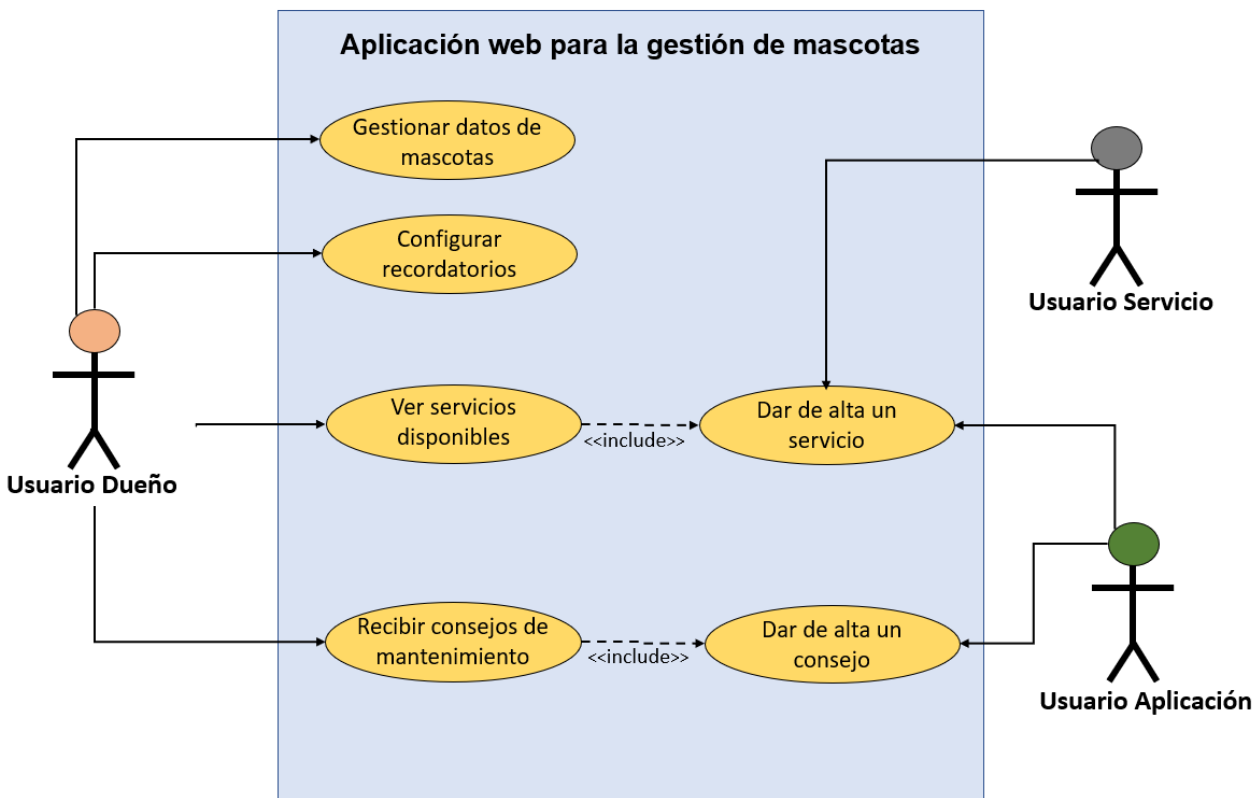 Aplicación web para la gestión de mascotas
Gestionar datos de
mascotas
Configurar
recordatorios
Usuario Servicio
Ver servicios
disponibles
<<include>>
Dar de alta un
servicio
Usuario Dueño
Recibir consejos de
mantenimiento
<<include>>
Dar de alta un
consejo
Usuario Aplicación